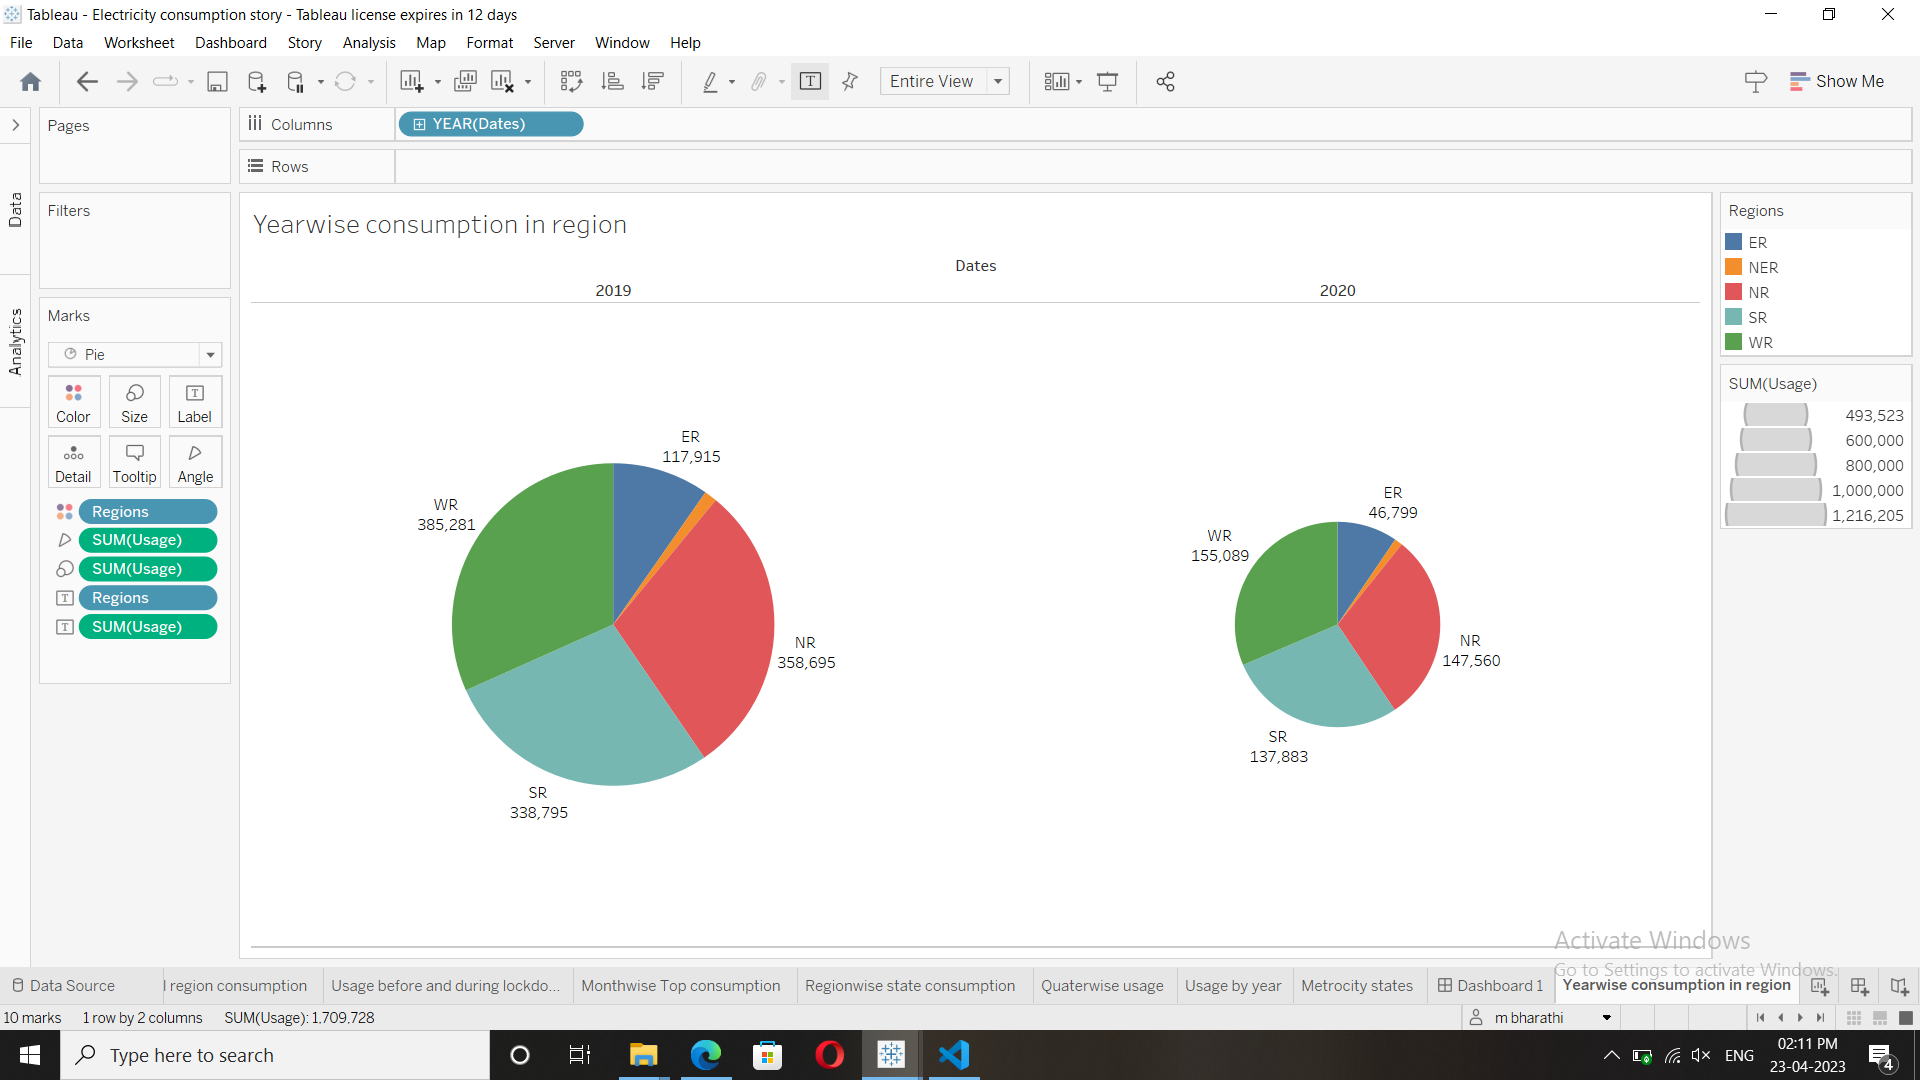 Tableau - Electricity consumption story - Tableau license expires in 12 days
File Data Worksheet Dashboard Story Analysis Map Format Server Window Help
Entire View
Show Me
Pages
Columns
YEAR(Dates)
Rows
Data
Analytics
Filters
Marks
Pie
Color Size Label
Detail Tooltip Angle
Regions
SUM(Usage)
SUM(Usage)
Regions
SUM(Usage)
Yearwise consumption in region
Dates
2019 2020
ER
117,915
WR
385,281
NR
358,695
SR
338,795
ER
46,799
WR
155,089
NR
147,560
SR
137,883
Regions
ER
NER
NR
SR
WR
SUM(Usage)
493,523
600,000
800,000
1,000,000
1,216,205
Activate Windows
Go to Settings to activate Windows.
Data Source l region consumption Usage before and during lockdo... Monthwise Top consumption Regionwise state consumption Quaterwise usage Usage by year Metrocity states Dashboard 1 Yearwise consumption in region
10 marks 1 row by 2 columns SUM(Usage): 1,709,728 m bharathi
Type here to search
ENG
02:11 PM
23-04-2023
4